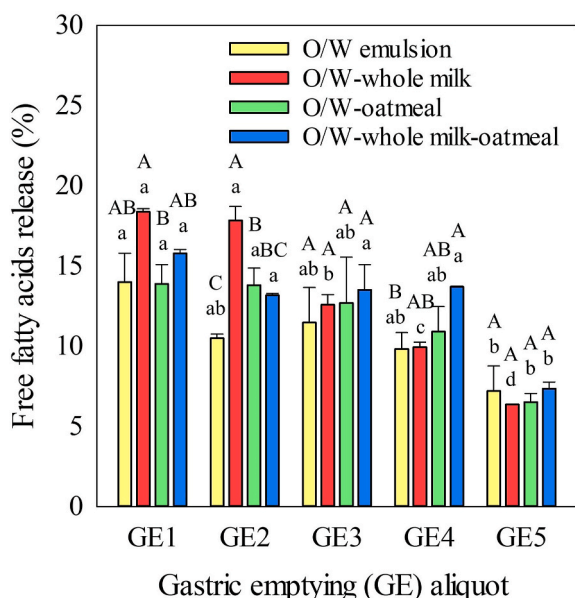 30
25
20
15
10
5
0
Free fatty acids release (%)
O/W emulsion
O/W-whole milk
O/W-oatmeal
O/W-whole milk-oatmeal
AB
a
A
a
B
a
AB
a
C
ab
A
a
B
a
BC
a
A
ab
A
b
A
ab
A
a
B
ab
AB
c
AB
ab
A
a
A
b
A
d
A
b
A
b
GE1 GE2 GE3 GE4 GE5
Gastric emptying (GE) aliquot